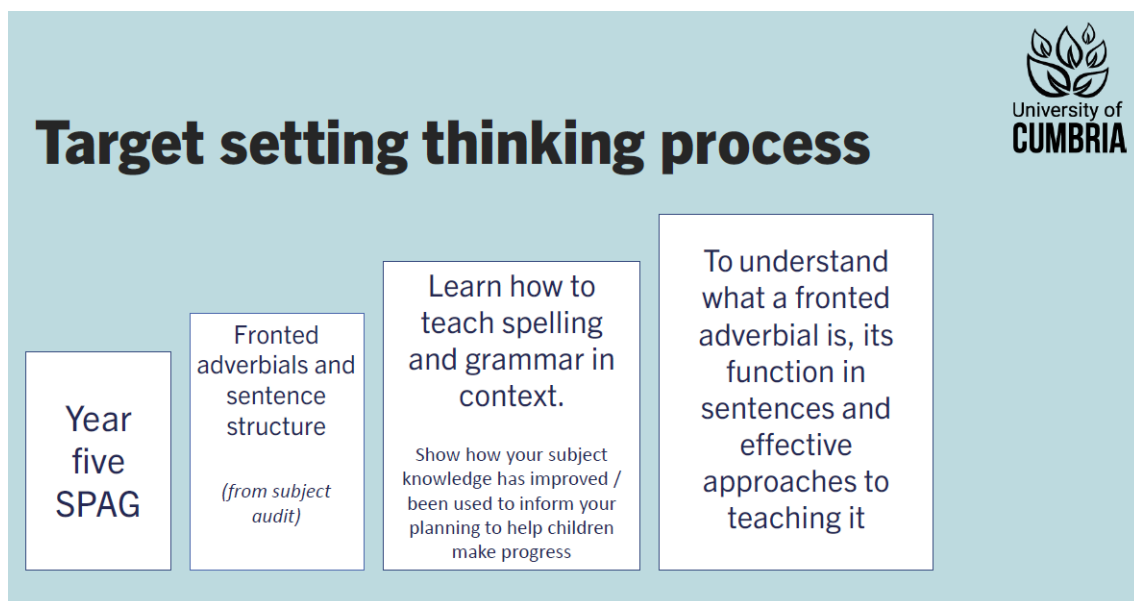 University of
CUMBRIA
Target setting thinking process
Year
five
SPAG
Fronted
adverbials and
sentence
structure
(from subject
audit)
Learn how to
teach spelling
and grammar in
context.
Show how your subject
knowledge has improved /
been used to inform your
planning to help children
make progress
To understand
what a fronted
adverbial is, its
function in
sentences and
effective
approaches to
teaching it